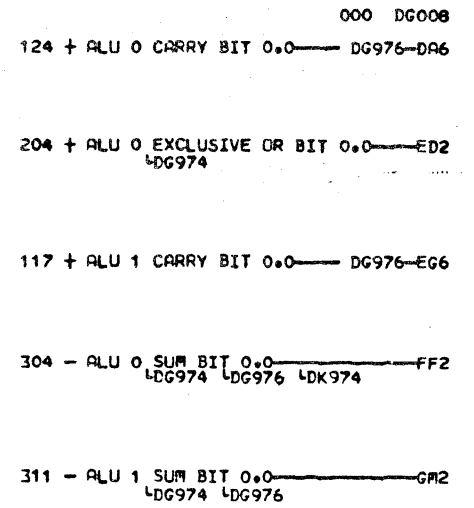 000 DG008
124 + ALU 0 CARRY BIT 0.0 DG976 DA6
204 + ALU 0 EXCLUSIVE OR BIT 0.0 ED2
DG974
117 + ALU 1 CARRY BIT 0.0 DG976 EG6
304 - ALU 0 SUM BIT 0.0 FF2
DG974 DG976 DK974
311 - ALU 1 SUM BIT 0.0 GM2
DG974 DG976